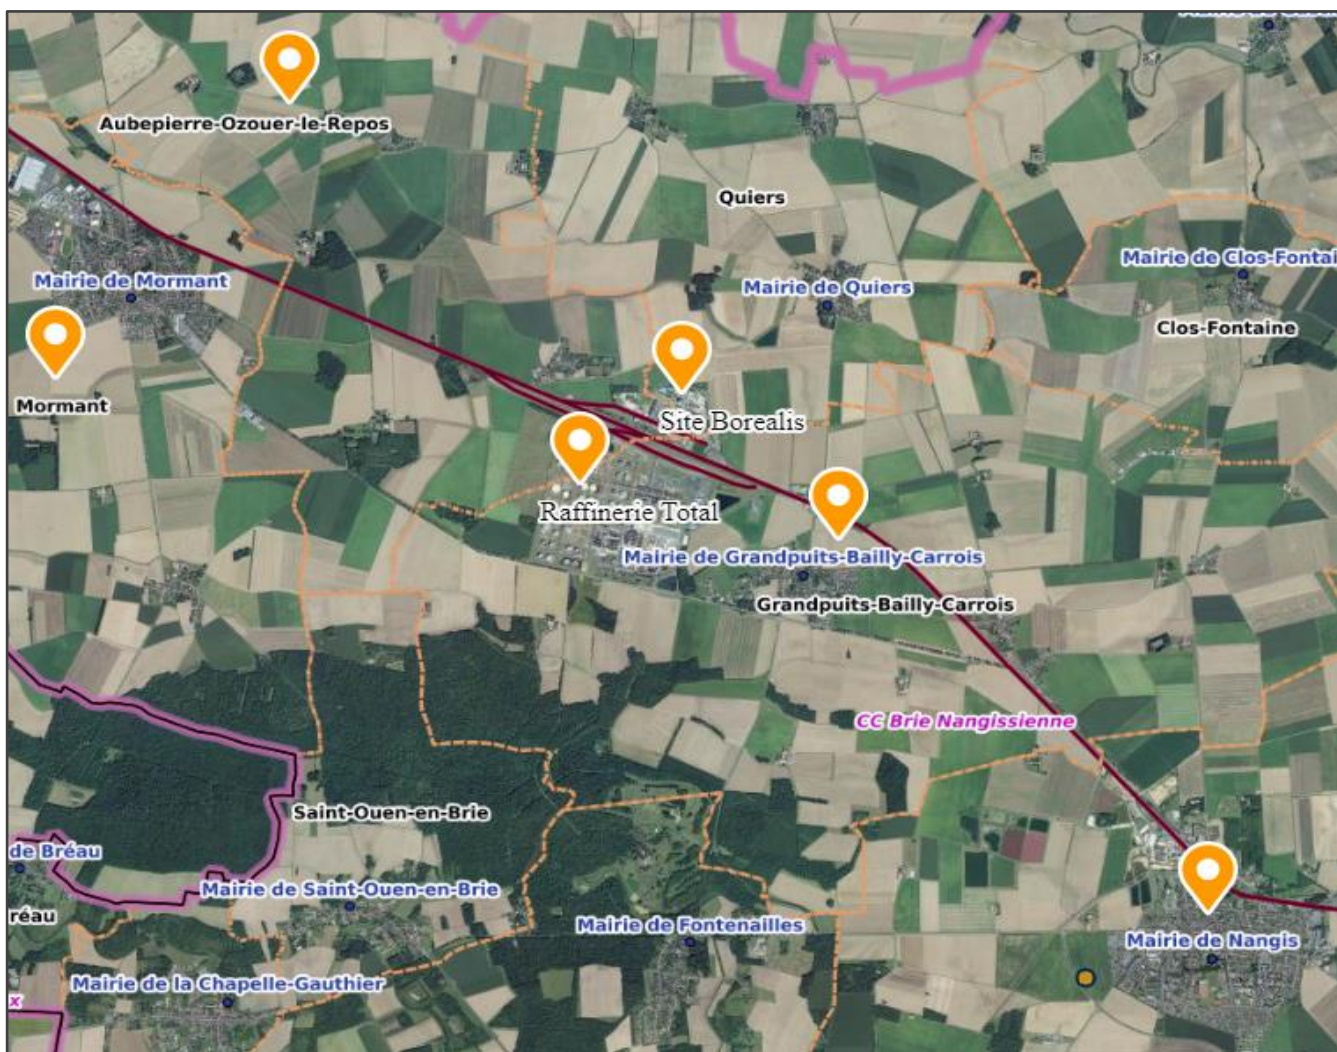 Aubepierre-Ozouer-le-Repos
Quiers
Mairie de Clos-Fontai
Mairie de Mormant
Mairie de Quiers
Clos-Fontaine
Mormant
Site Borealis
Raffinerie Total
Mairie de Grandpuits-Bailly-Carrois
Grandpuits-Bailly-Carrois
CC Brie Nangissienne
Saint-Ouen-en-Brie
de Bréau
Mairie de Saint-Ouen-en-Brie
réau
Mairie de Fontenailles
Mairie de Nangis
Mairie de la Chapelle-Gauthier
x